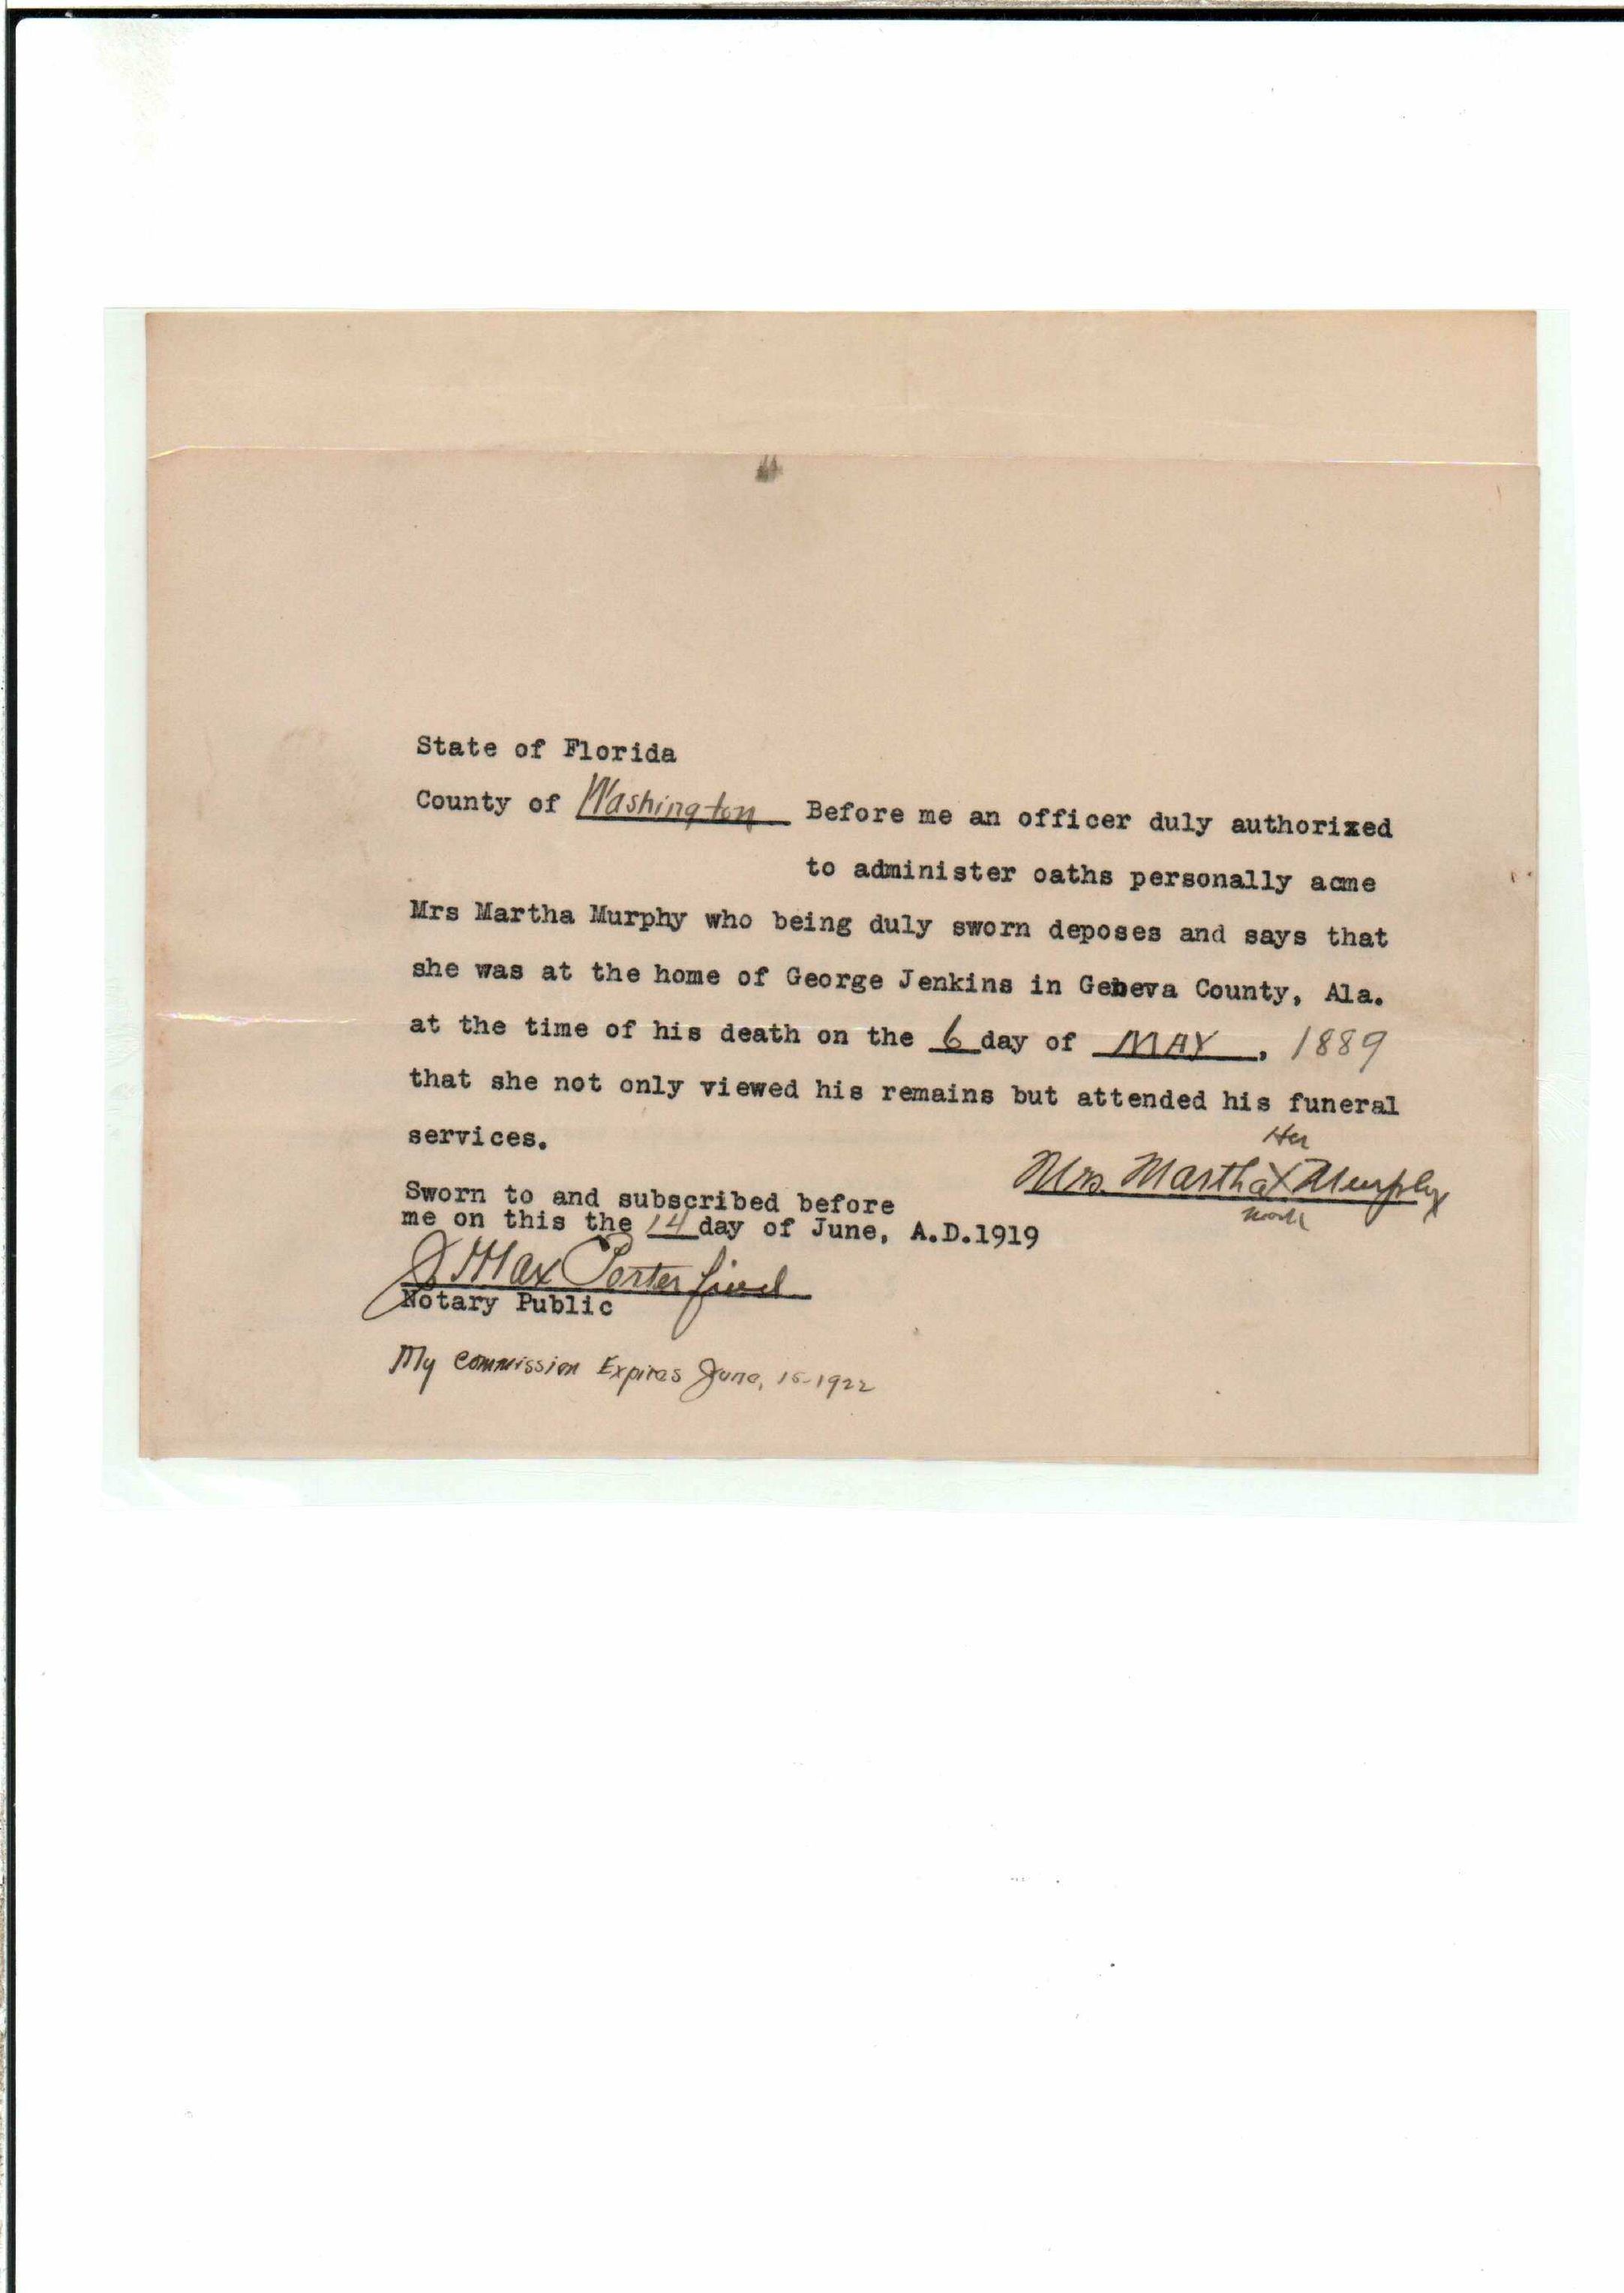 State of Florida
County of Washington Before me an officer duly authorized
to administer oaths personally acme
Mrs Martha Murphy who being duly sworn deposes and says that
she was at the home of George Jenkins in Geneva County, Ala.
at the time of his death on the 6 day of MAY, 1889
that she not only viewed his remains but attended his funeral
services.
Her
Mrs. Martha X Murphy
mark
Sworn to and subscribed before
me on this the 14 day of June, A.D.1919
J Max Porterfield
Notary Public
My Commission Expires June, 15-1922